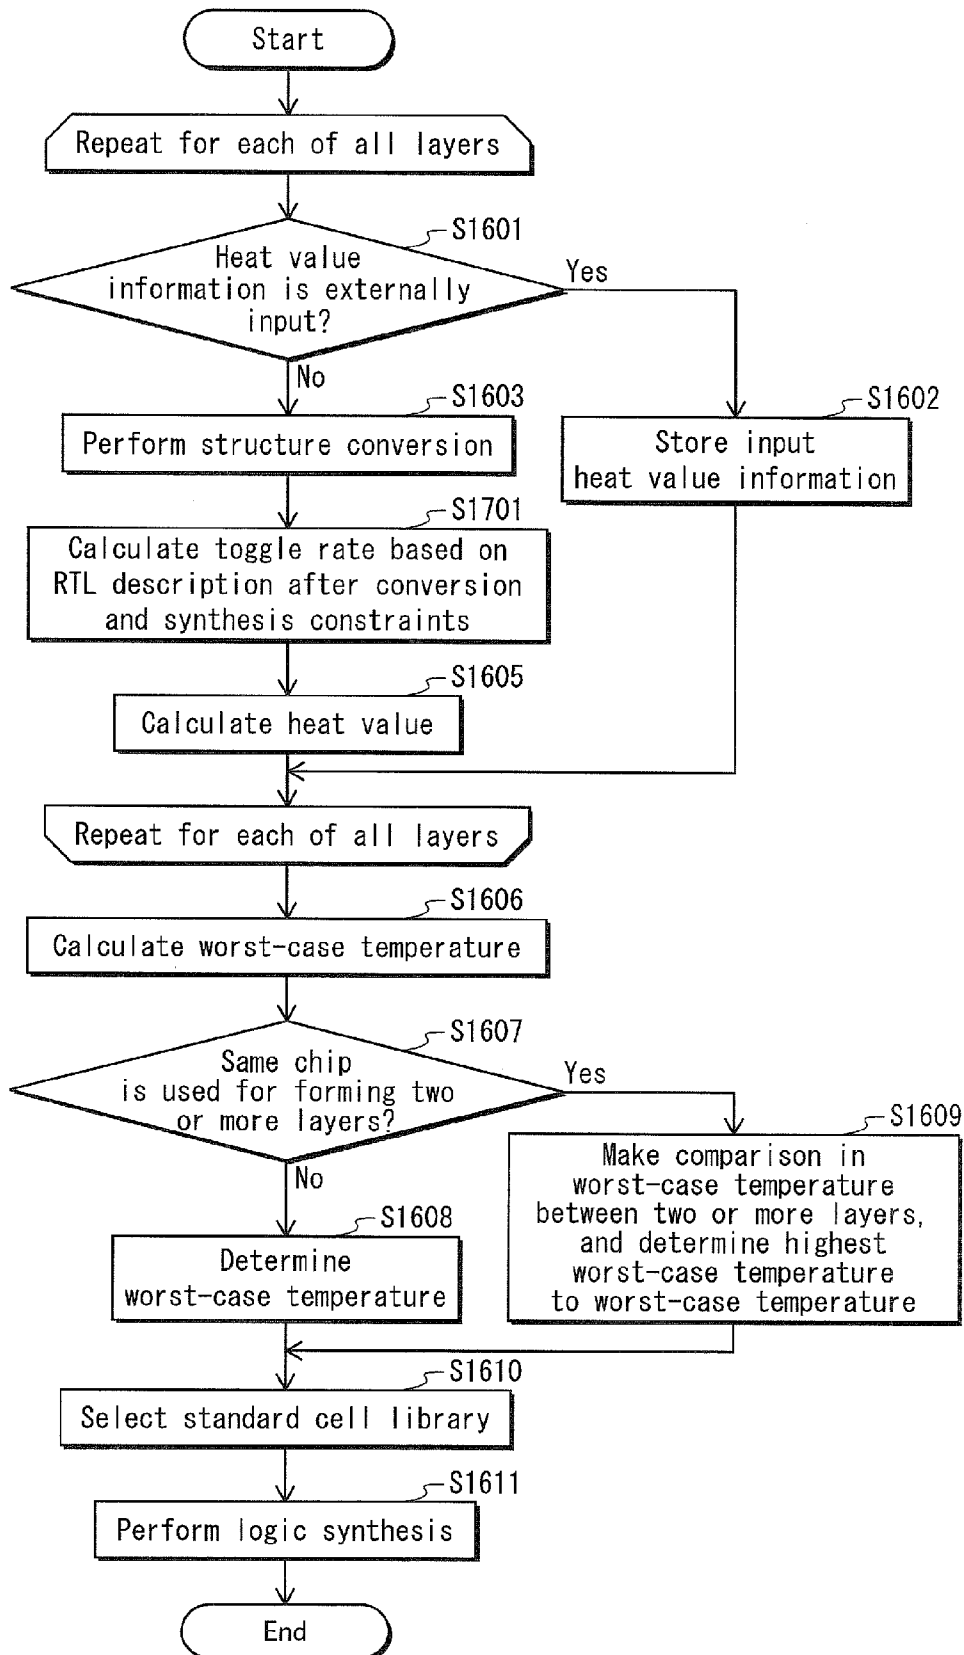 Start
Repeat for each of all layers
S1601
Heat value
information is externally
input?
Yes
No
S1603
Perform structure conversion
S1602
Store input
heat value information
S1701
Calculate toggle rate based on
RTL description after conversion
and synthesis constraints
S1605
Calculate heat value
Repeat for each of all layers
S1606
Calculate worst-case temperature
S1607
Same chip
is used for forming two
or more layers?
Yes
No
S1609
Make comparison in
worst-case temperature
between two or more layers,
and determine highest
worst-case temperature
to worst-case temperature
S1608
Determine
worst-case temperature
S1610
Select standard cell library
S1611
Perform logic synthesis
End